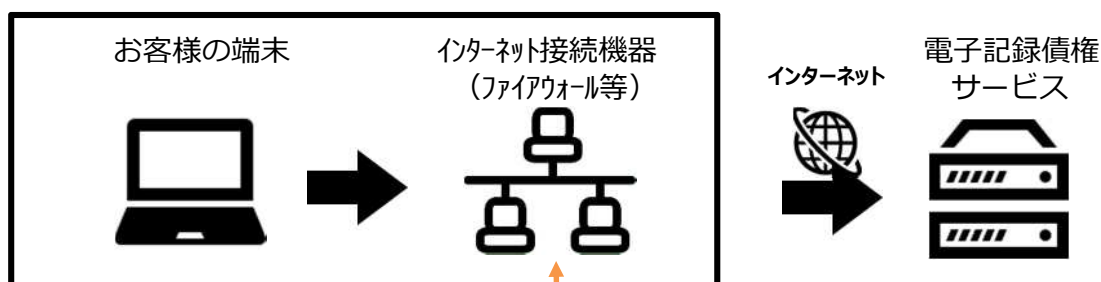 お客様の端末
インターネット接続機器
（ファイアウォール等）
インターネット
電子記録債権
サービス